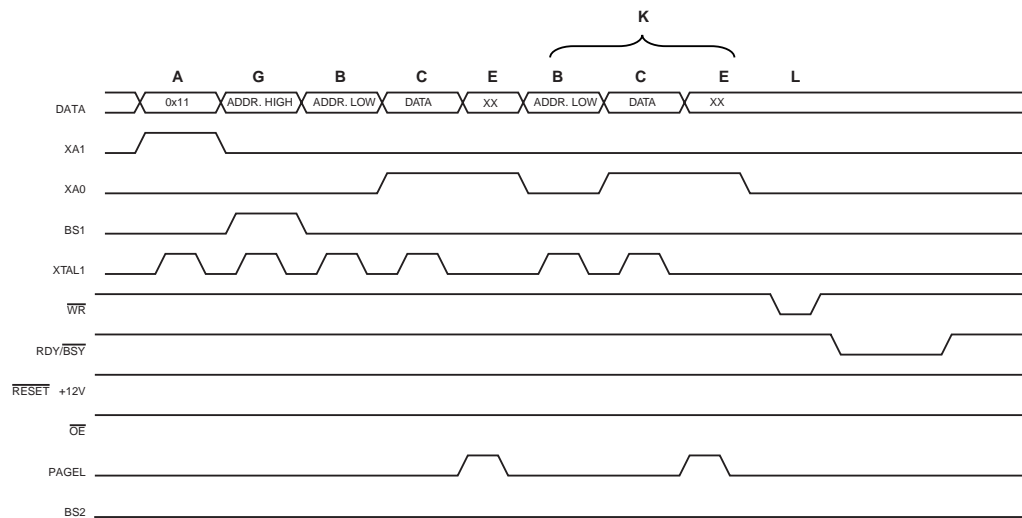 K
A G B C E B C E L
DATA 0x11 ADDR. HIGH ADDR. LOW DATA XX ADDR. LOW DATA XX
XA1
XA0
BS1
XTAL1
WR
RDY/BSY
RESET +12V
OE
PAGEL
BS2